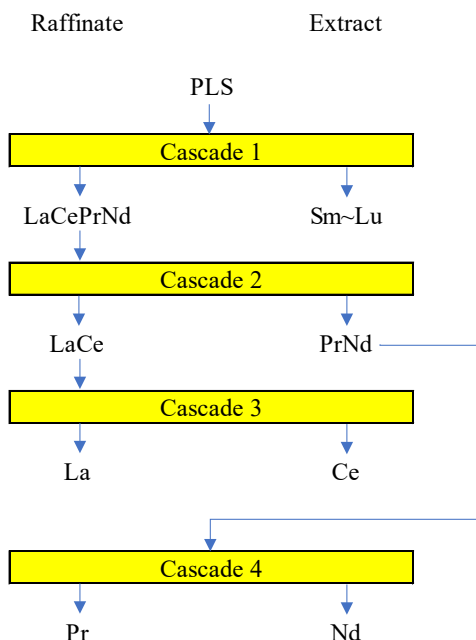 Raffinate Extract
PLS
Cascade 1
LaCePrNd Sm~Lu
Cascade 2
LaCe PrNd
Cascade 3
La Ce
Cascade 4
Pr Nd